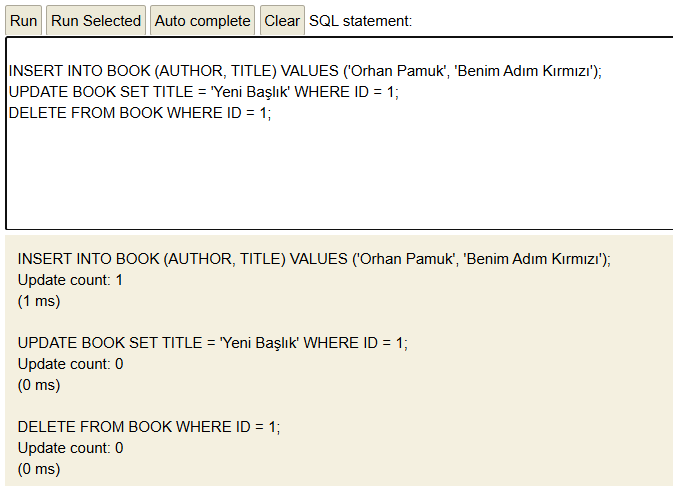 Run Run Selected Auto complete Clear SQL statement:
INSERT INTO BOOK (AUTHOR, TITLE) VALUES ('Orhan Pamuk', 'Benim Adım Kırmızı');
UPDATE BOOK SET TITLE = 'Yeni Başlık' WHERE ID = 1;
DELETE FROM BOOK WHERE ID = 1;
INSERT INTO BOOK (AUTHOR, TITLE) VALUES ('Orhan Pamuk', 'Benim Adım Kırmızı');
Update count: 1
(1 ms)
UPDATE BOOK SET TITLE = 'Yeni Başlık' WHERE ID = 1;
Update count: 0
(0 ms)
DELETE FROM BOOK WHERE ID = 1;
Update count: 0
(0 ms)